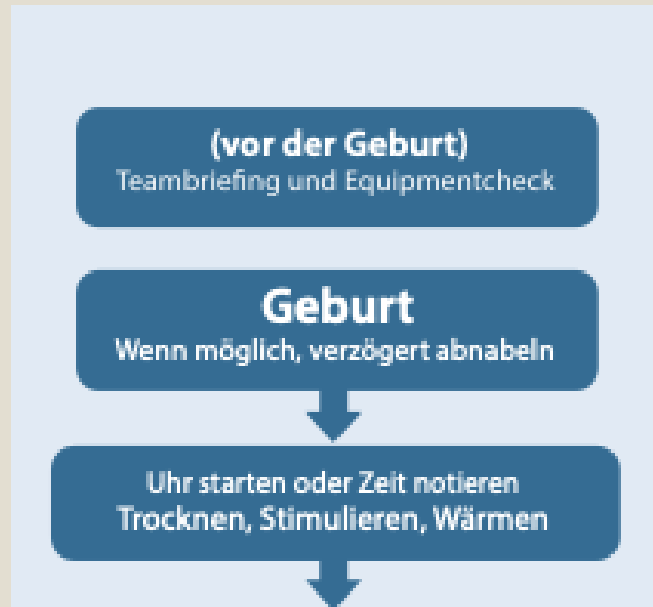 (vor der Geburt)
Teambriefing und Equipmentcheck
Geburt
Wenn möglich, verzögert abnabeln
Uhr starten oder Zeit notieren
Trocknen, Stimulieren, Wärmen